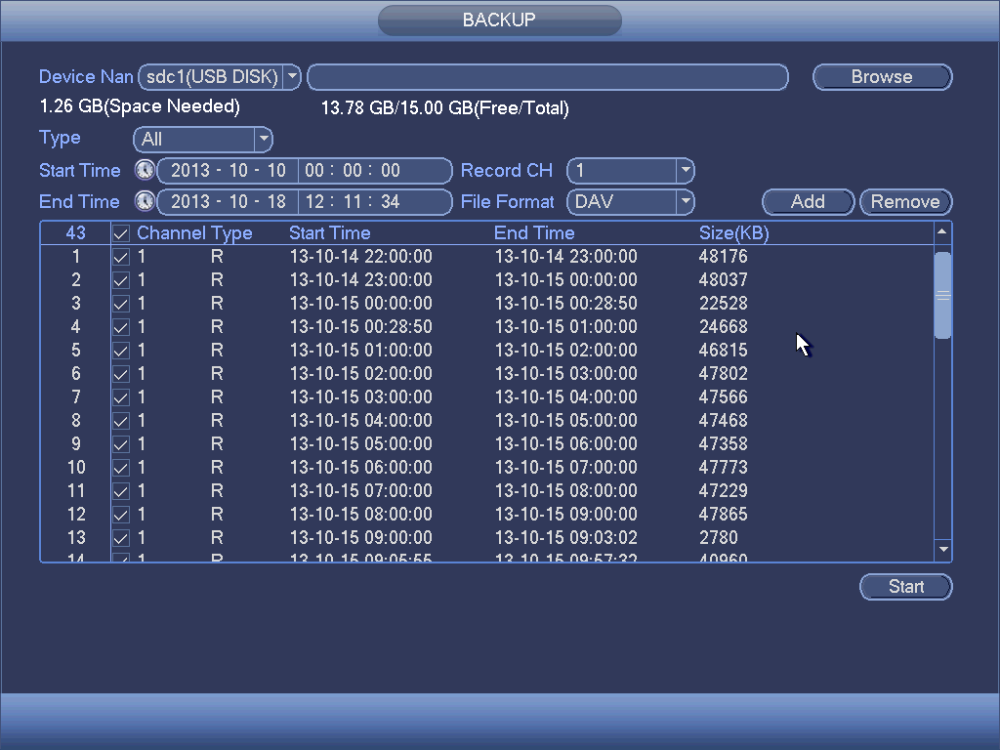 BACKUP
Device Nan sdc1(USB DISK) Browse
1.26 GB(Space Needed) 13.78 GB/15.00 GB(Free/Total)
Type All
Start Time 2013 - 10 - 10 00 : 00 : 00 Record CH 1
End Time 2013 - 10 - 18 12 : 11 : 34 File Format DAV Add Remove
43 Channel Type Start Time End Time Size(KB)
1 1 R 13-10-14 22:00:00 13-10-14 23:00:00 48176
2 1 R 13-10-14 23:00:00 13-10-15 00:00:00 48037
3 1 R 13-10-15 00:00:00 13-10-15 00:28:50 22528
4 1 R 13-10-15 00:28:50 13-10-15 01:00:00 24668
5 1 R 13-10-15 01:00:00 13-10-15 02:00:00 46815
6 1 R 13-10-15 02:00:00 13-10-15 03:00:00 47802
7 1 R 13-10-15 03:00:00 13-10-15 04:00:00 47566
8 1 R 13-10-15 04:00:00 13-10-15 05:00:00 47468
9 1 R 13-10-15 05:00:00 13-10-15 06:00:00 47358
10 1 R 13-10-15 06:00:00 13-10-15 07:00:00 47773
11 1 R 13-10-15 07:00:00 13-10-15 08:00:00 47229
12 1 R 13-10-15 08:00:00 13-10-15 09:00:00 47865
13 1 R 13-10-15 09:00:00 13-10-15 09:03:02 2780
14 1 R 13-10-15 09:05:55 13-10-15 09:57:32 40960
Start